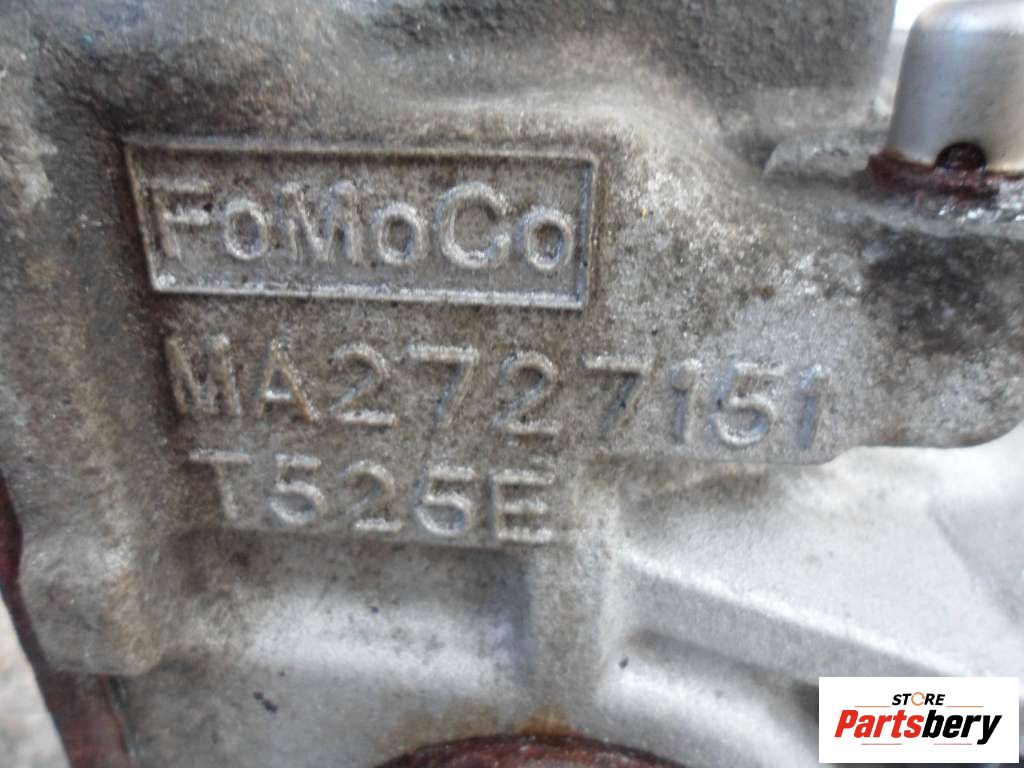 FoMoCo
MA2727151
T525E
STORE
Partsbery